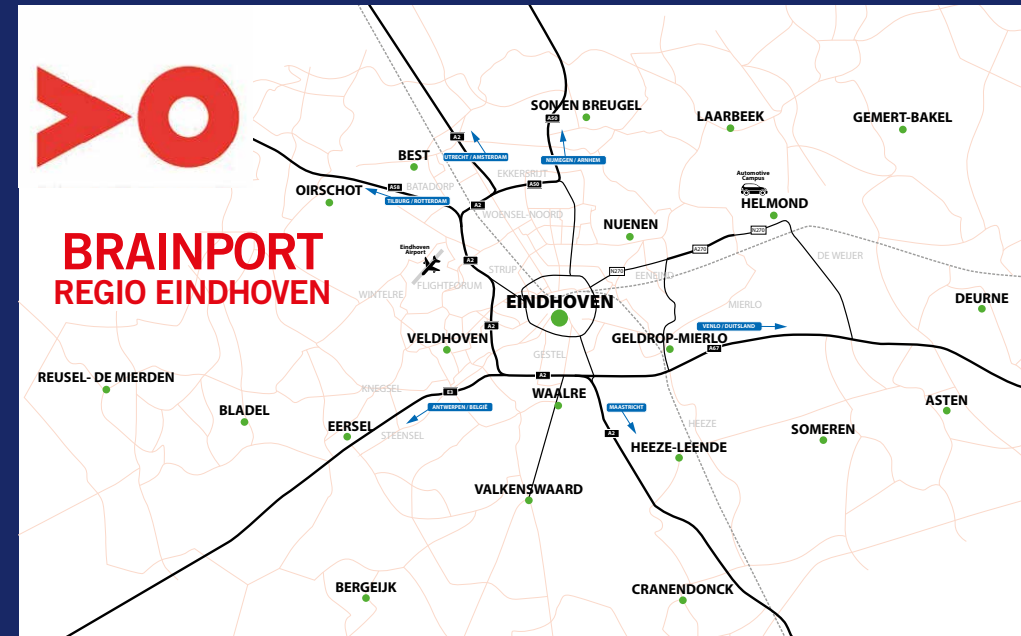 SON EN BREUGEL
LAARBEEK
GEMERT-BAKEL
A50
A2
UTRECHT / AMSTERDAM
NIJMEGEN / ARNHEM
BEST
EKKERSRIJT
Automotive
Campus
OIRSCHOT
A58
BATADORP
A50
HELMOND
TILBURG / ROTTERDAM
A2
WOENSEL-NOORD
NUENEN
N270
BRAINPORT
REGIO EINDHOVEN
Eindhoven
Airport
A2
A270
DE WEIJER
STRIJP
N270
EENEIND
FLIGHTFORUM
WINTELRE
EINDHOVEN
MIERLO
DEURNE
A2
VENLO / DUITSLAND
VELDHOVEN
GELDROP-MIERLO
A67
GESTEL
REUSEL- DE MIERDEN
A2
KNEGSEL
E3
WAALRE
ANTWERPEN / BELGIË
MAASTRICHT
BLADEL
ASTEN
EERSEL
HEEZE
SOMEREN
STEENSEL
A2
HEEZE-LEENDE
VALKENSWAARD
BERGEIJK
CRANENDONCK